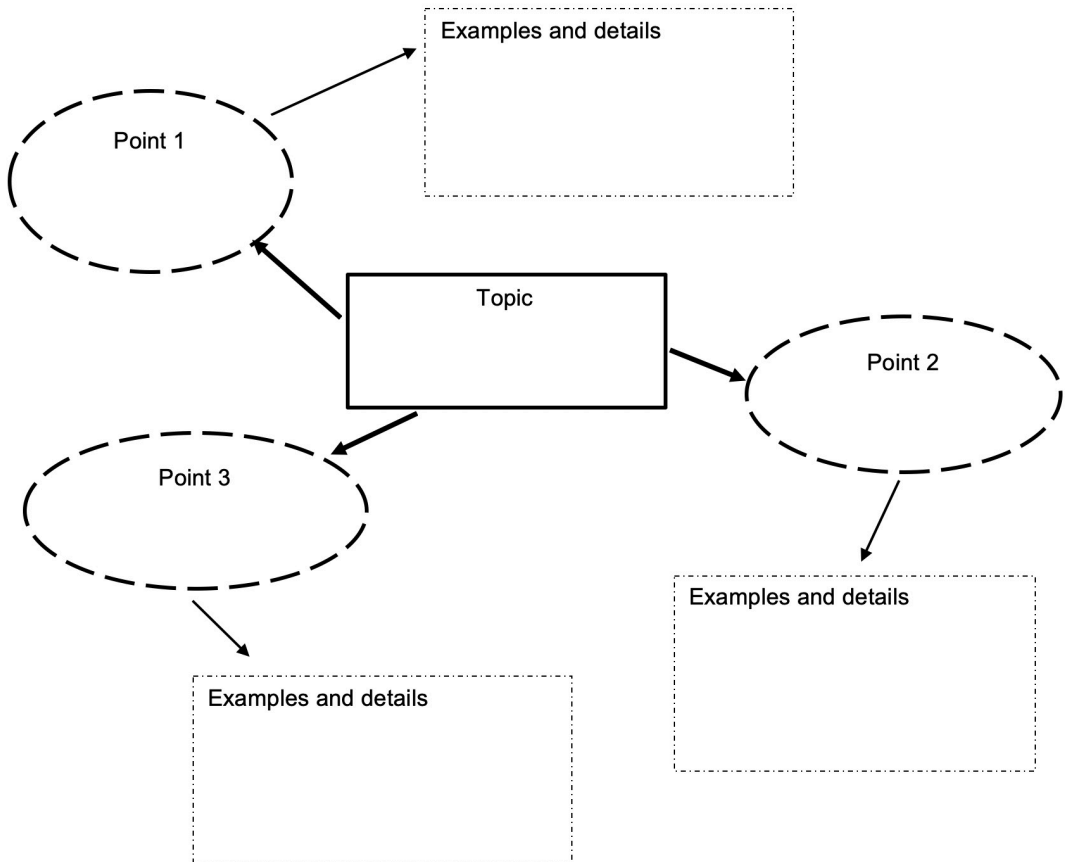 Examples and details
Point 1
Topic
Point 2
Point 3
Examples and details
Examples and details